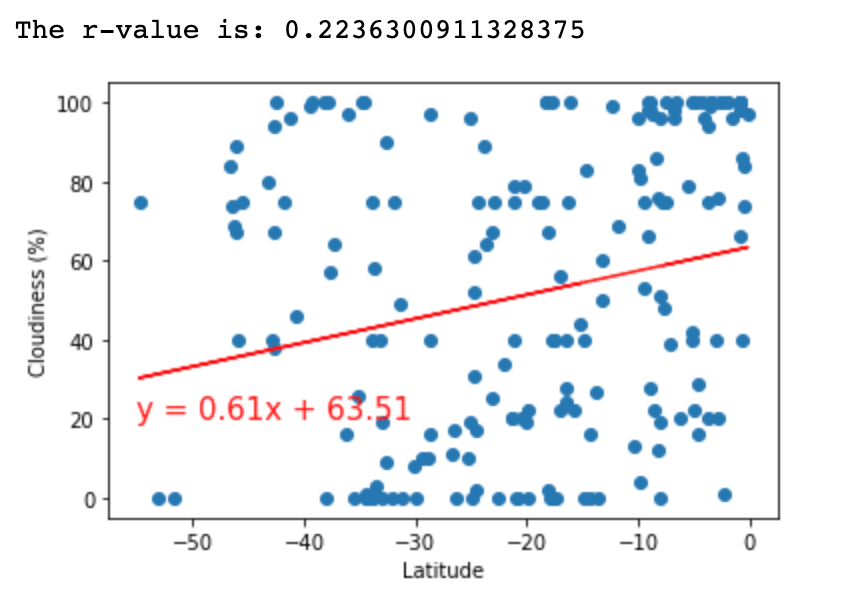 The r-value is: 0.2236300911328375
100
80
60
40
20
0
Cloudiness (%)
y = 0.61x + 63.51
−50 −40 −30 −20 −10 0
Latitude